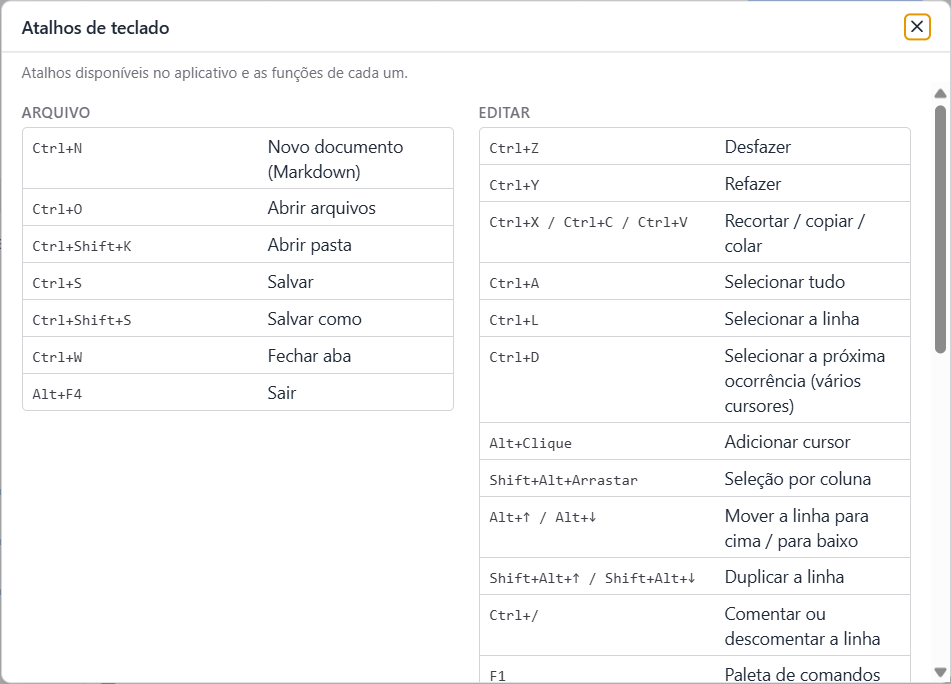 Atalhos de teclado
Atalhos disponíveis no aplicativo e as funções de cada um.
ARQUIVO
Ctrl+N Novo documento
(Markdown)
Ctrl+O Abrir arquivos
Ctrl+Shift+K Abrir pasta
Ctrl+S Salvar
Ctrl+Shift+S Salvar como
Ctrl+W Fechar aba
Alt+F4 Sair
EDITAR
Ctrl+Z Desfazer
Ctrl+Y Refazer
Ctrl+X / Ctrl+C / Ctrl+V Recortar / copiar /
colar
Ctrl+A Selecionar tudo
Ctrl+L Selecionar a linha
Ctrl+D Selecionar a próxima
ocorrência (vários
cursores)
Alt+Clique Adicionar cursor
Shift+Alt+Arrastar Seleção por coluna
Alt+↑ / Alt+↓ Mover a linha para
cima / para baixo
Shift+Alt+↑ / Shift+Alt+↓ Duplicar a linha
Ctrl+/ Comentar ou
descomentar a linha
F1 Paleta de comandos